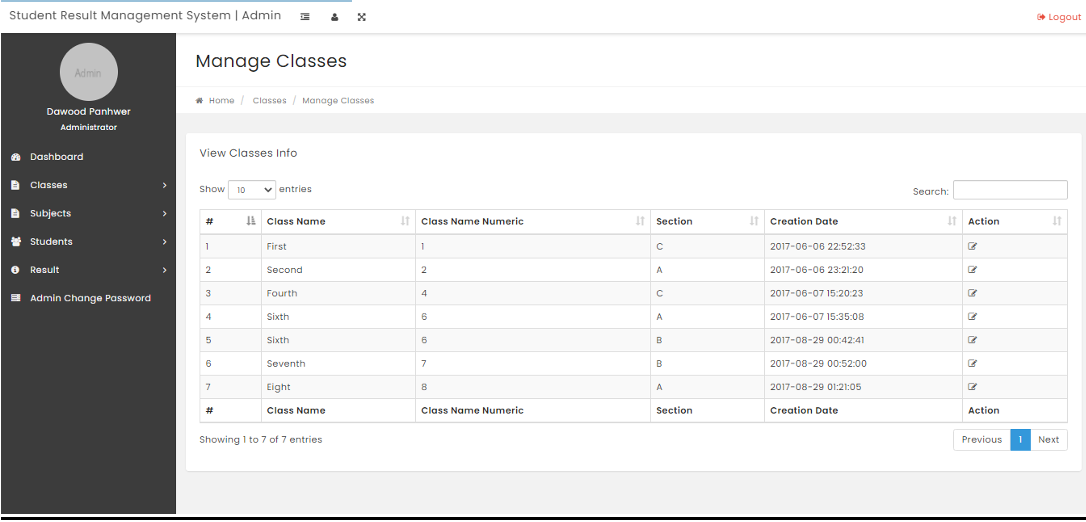 Student Result Management System | Admin
Logout
Admin
Dawood Panhwer
Administrator
Dashboard
Classes
Subjects
Students
Result
Admin Change Password
Manage Classes
Home / Classes / Manage Classes
View Classes Info
Show 10 entries
Search:
# Class Name Class Name Numeric Section Creation Date Action
1 First 1 C 2017-06-06 22:52:33
2 Second 2 A 2017-06-06 23:21:20
3 Fourth 4 C 2017-06-07 15:20:23
4 Sixth 6 A 2017-06-07 15:35:08
5 Sixth 6 B 2017-08-29 00:42:41
6 Seventh 7 B 2017-08-29 00:52:00
7 Eight 8 A 2017-08-29 01:21:05
# Class Name Class Name Numeric Section Creation Date Action
Showing 1 to 7 of 7 entries
Previous 1 Next